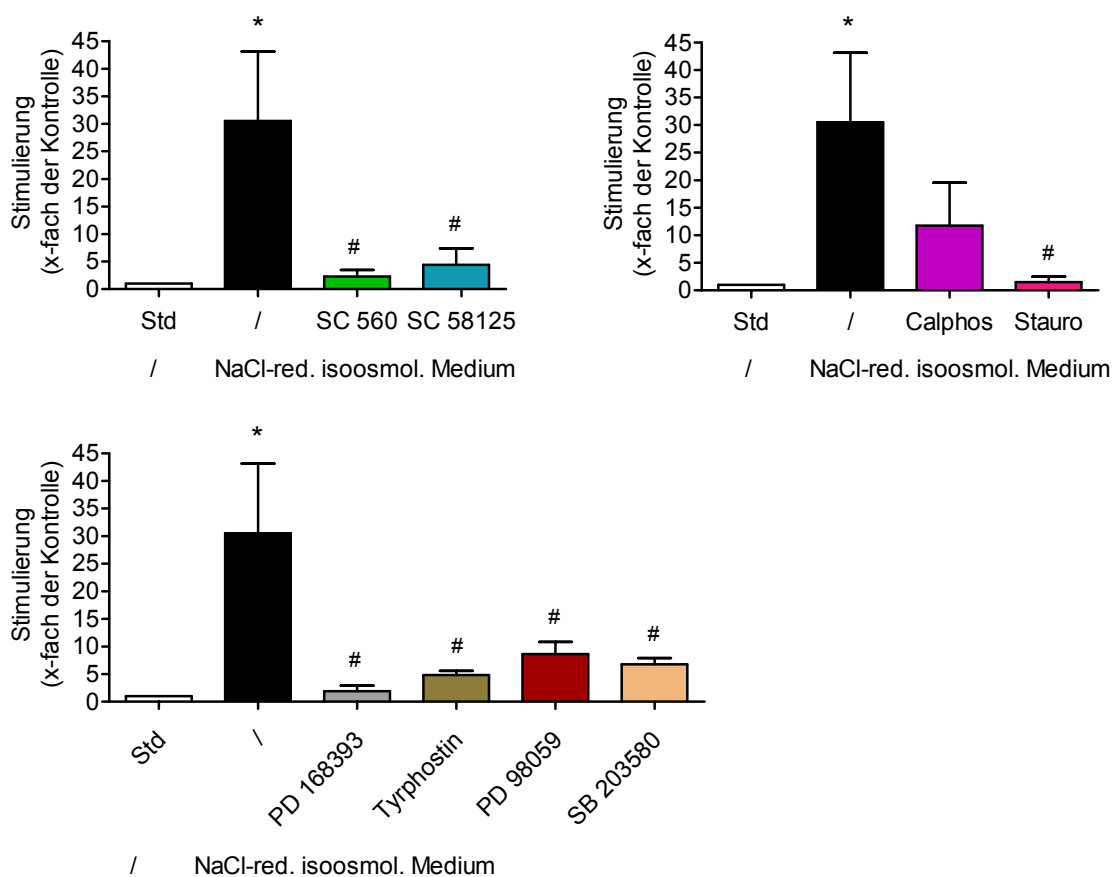 *
45
40
35
30
25
20
15
10
5
0
Stimulierung
(x-fach der Kontrolle)
#
#
Std / SC 560 SC 58125
/ NaCl-red. isoosmol. Medium
*
45
40
35
30
25
20
15
10
5
0
Stimulierung
(x-fach der Kontrolle)
#
Std / Calphos Stauro
/ NaCl-red. isoosmol. Medium
*
45
40
35
30
25
20
15
10
5
0
Stimulierung
(x-fach der Kontrolle)
#
#
#
#
Std
/
PD 168393
Tyrphostin
PD 98059
SB 203580
/ NaCl-red. isoosmol. Medium